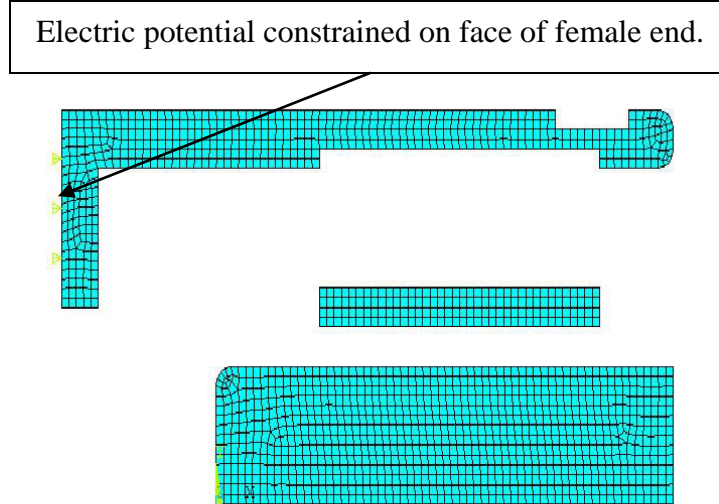 Electric potential constrained on face of female end.
X